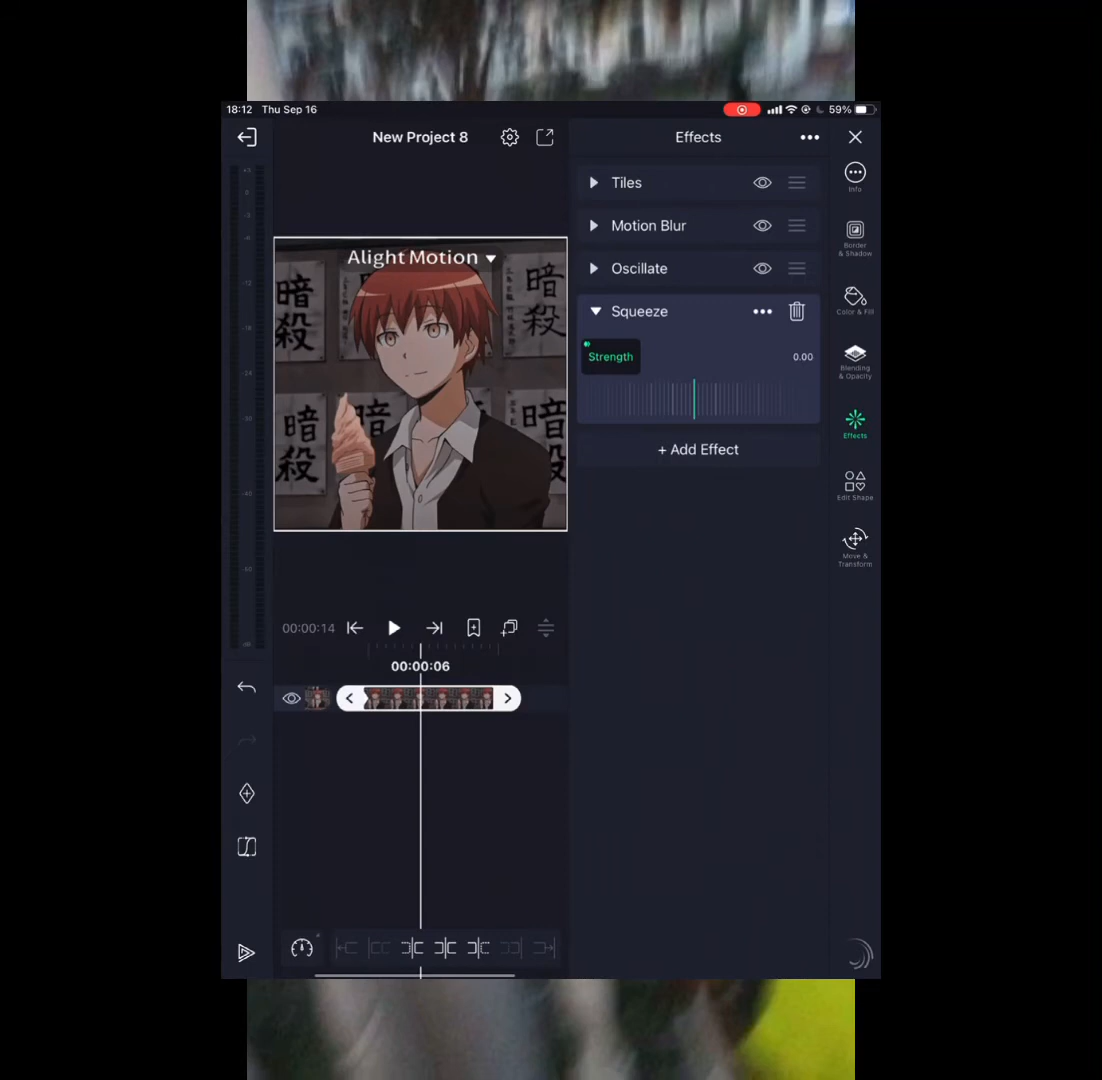 18:12 Thu Sep 16
59%
New Project 8
Effects
Alight Motion
暗殺
暗殺
暗殺
暗
暗殺
Tiles
Motion Blur
Oscillate
Squeeze
Strength
0.00
+ Add Effect
Info
Border
& Shadow
Color & Fill
Blending
& Opacity
Effects
Edit Shape
Move &
Transform
00:00:14
00:00:06